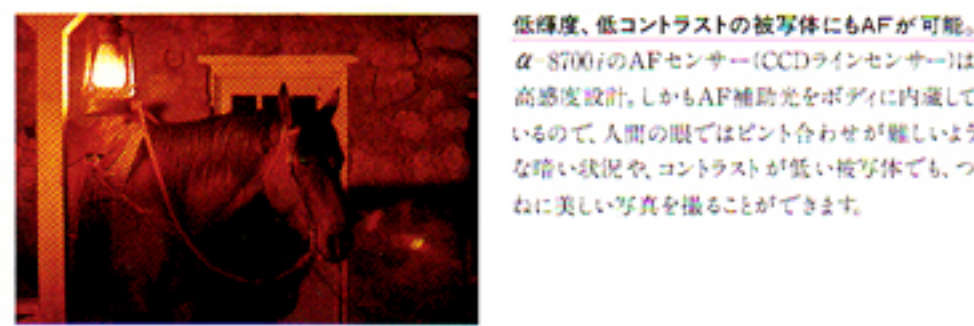 低輝度、低コントラストの被写体にもAFが可能。
α-8700iのAFセンサー(CCDラインセンサー)は
高感度設計。しかもAF補助光をボディに内蔵して
いるので、人間の眼ではピント合わせが難しいよう
な暗い状況や、コントラストが低い被写体でも、つ
ねに美しい写真を撮ることができます。